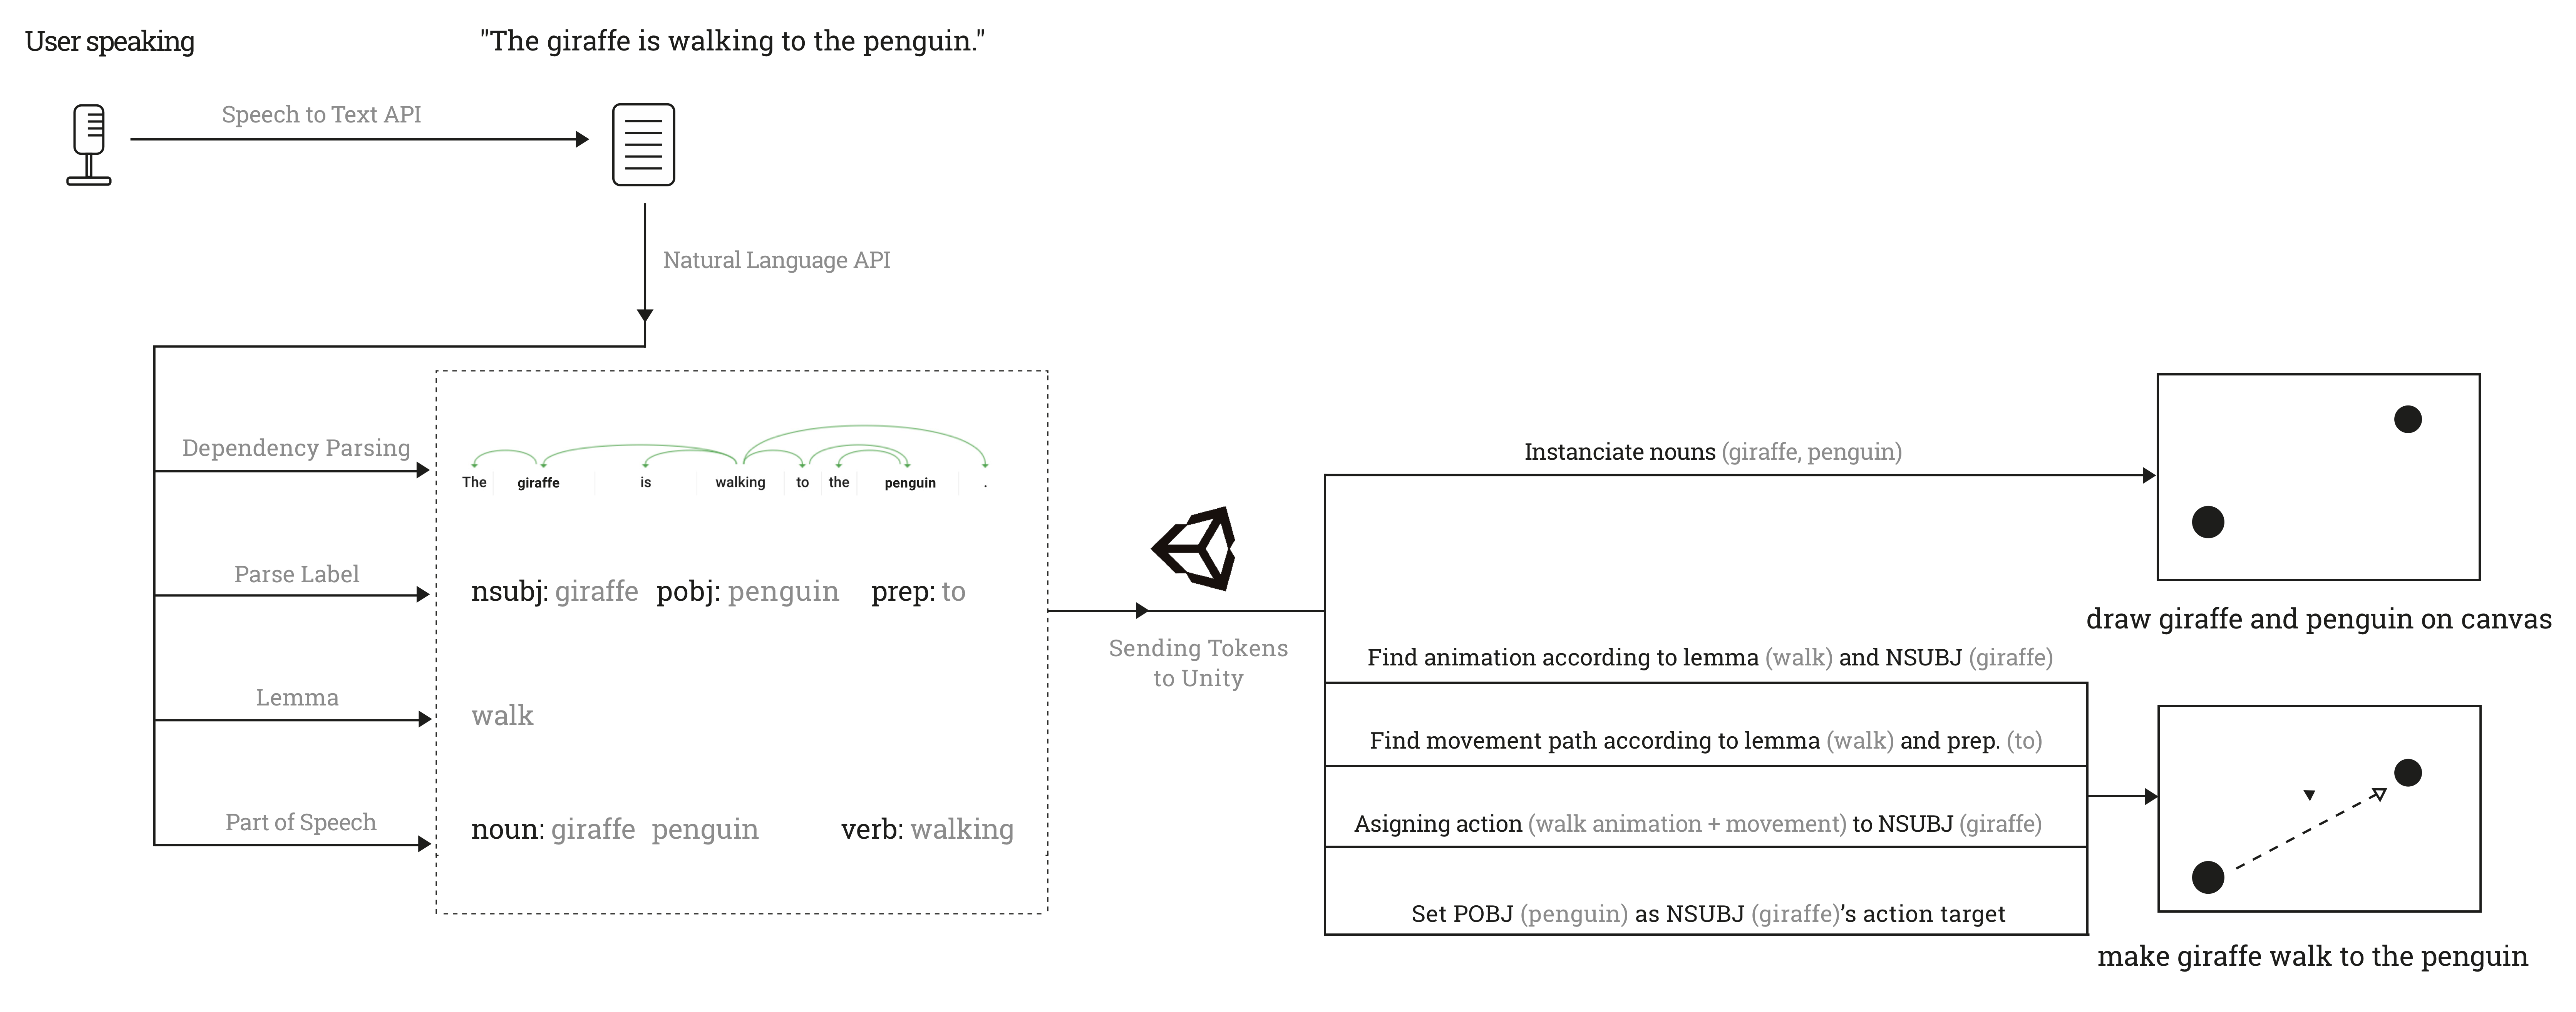 User speaking
"The giraffe is walking to the penguin."
Speech to Text API
Natural Language API
Dependency Parsing
The giraffe is walking to the penguin .
Parse Label
nsubj: giraffe pobj: penguin prep: to
Lemma
walk
Part of Speech
noun: giraffe penguin verb: walking
Sending Tokens
to Unity
Instanciate nouns (giraffe, penguin)
draw giraffe and penguin on canvas
Find animation according to lemma (walk) and NSUBJ (giraffe)
Find movement path according to lemma (walk) and prep. (to)
Asigning action (walk animation + movement) to NSUBJ (giraffe)
Set POBJ (penguin) as NSUBJ (giraffe)’s action target
make giraffe walk to the penguin